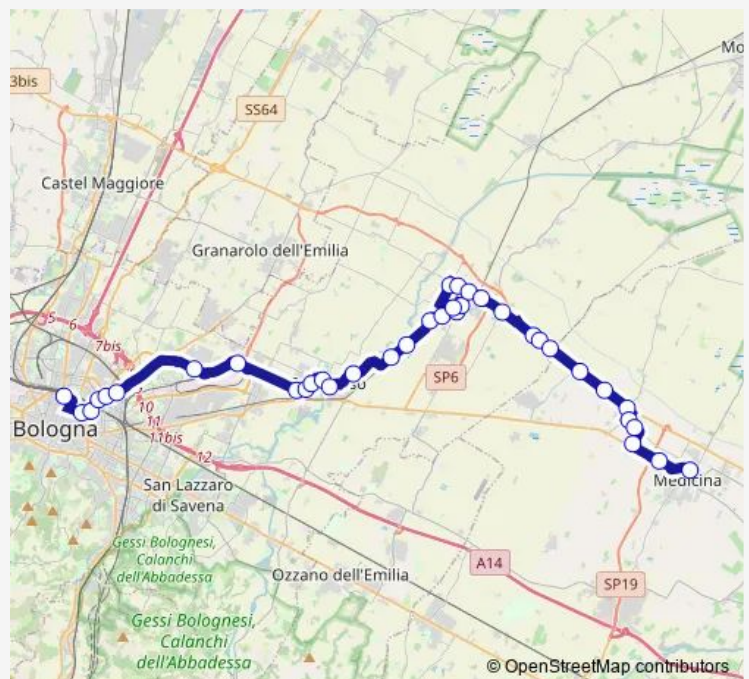 Mo
3bis
SS64
Castel Maggiore
Granarolo dell'Emilia
5
6
7bis
SP6
10
Bologna
11
11bis
12
Medicina
San Lazzaro
di Savena
Gessi Bolognesi,
Calanchi
dell'Abbadessa
A14
Ozzano dell'Emilia
SP19
Gessi Bolognesi,
Calanchi
dell'Abbadessa
© OpenStreetMap contributors